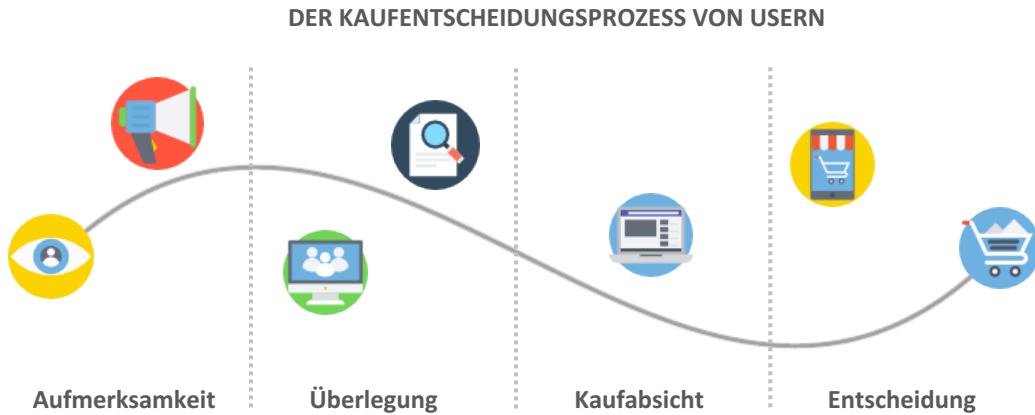 DER KAUFENTSCHEIDUNGSPROZESS VON USERN
Aufmerksamkeit
Überlegung
Kaufabsicht
Entscheidung